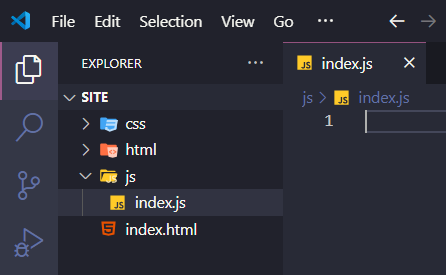 File Edit Selection View Go ...
EXPLORER ...
index.js
SITE
js > index.js
css
1
html
js
index.js
index.html